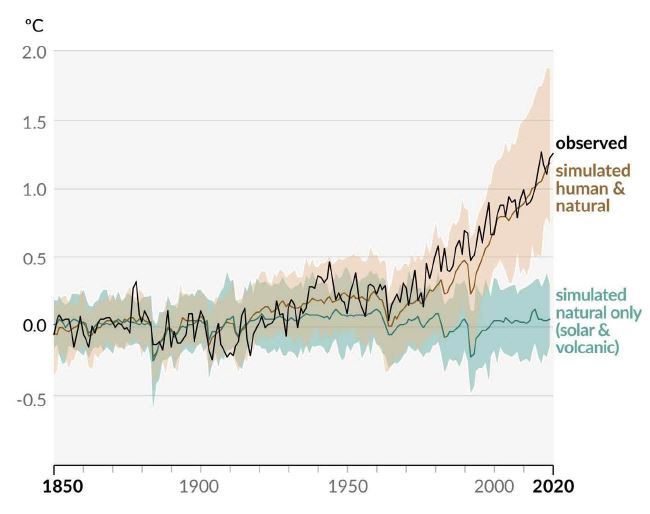 °C
2.0
1.5
1.0
0.5
0.0
-0.5
observed
simulated
human &
natural
simulated
natural only
(solar &
volcanic)
1850 1900 1950 2000 2020